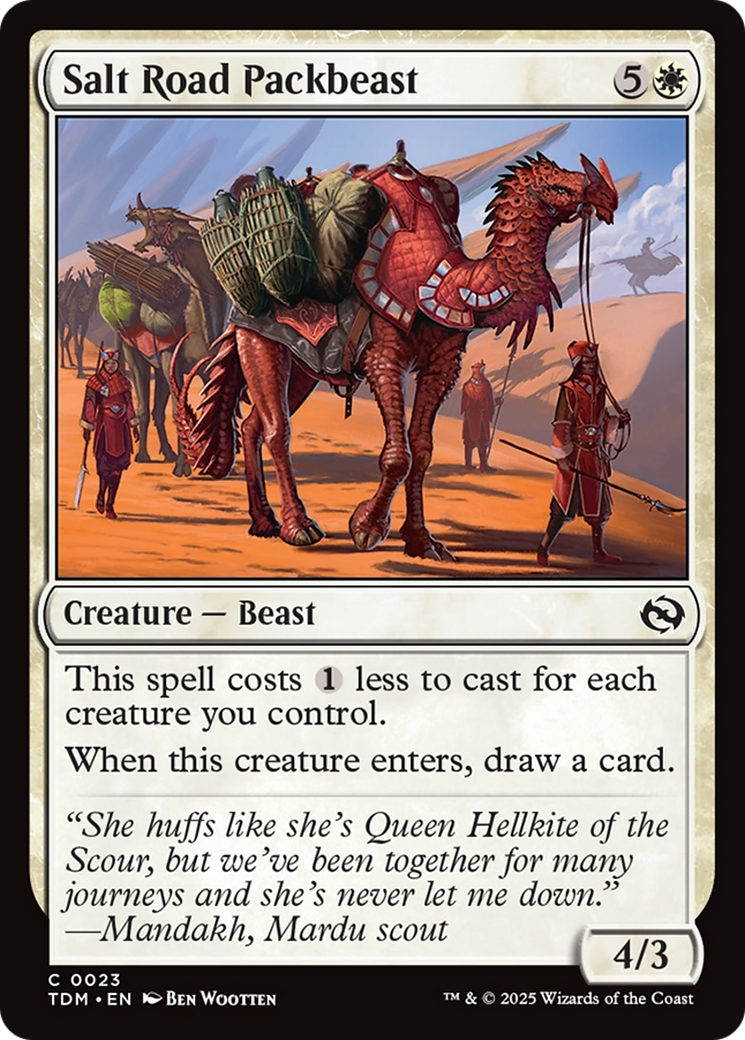 Salt Road Packbeast 5
Creature — Beast
This spell costs 1 less to cast for each
creature you control.
When this creature enters, draw a card.
“She huffs like she’s Queen Hellkite of the
Scour, but we’ve been together for many
journeys and she’s never let me down.”
—Mandakh, Mardu scout
4/3
C 0023
TDM • EN Ben Wootten
™ & © 2025 Wizards of the Coast